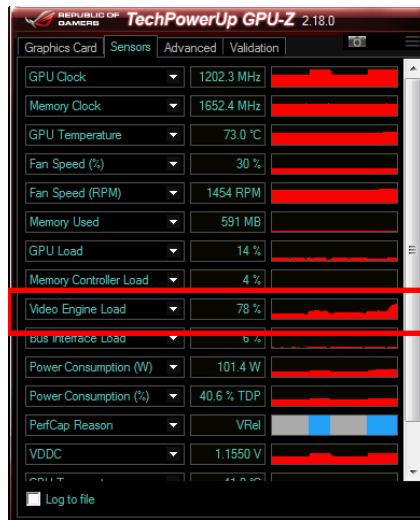 REPUBLIC OF GAMERS TechPowerUp GPU-Z 2.18.0
Graphics Card Sensors Advanced Validation
GPU Clock 1202.3 MHz
Memory Clock 1652.4 MHz
GPU Temperature 73.0 °C
Fan Speed (%) 30 %
Fan Speed (RPM) 1454 RPM
Memory Used 591 MB
GPU Load 14 %
Memory Controller Load 4 %
Video Engine Load 78 %
Bus Interface Load 6 %
Power Consumption (W) 101.4 W
Power Consumption (%) 40.6 % TDP
PerfCap Reason VRel
VDDC 1.1550 V
Log to file